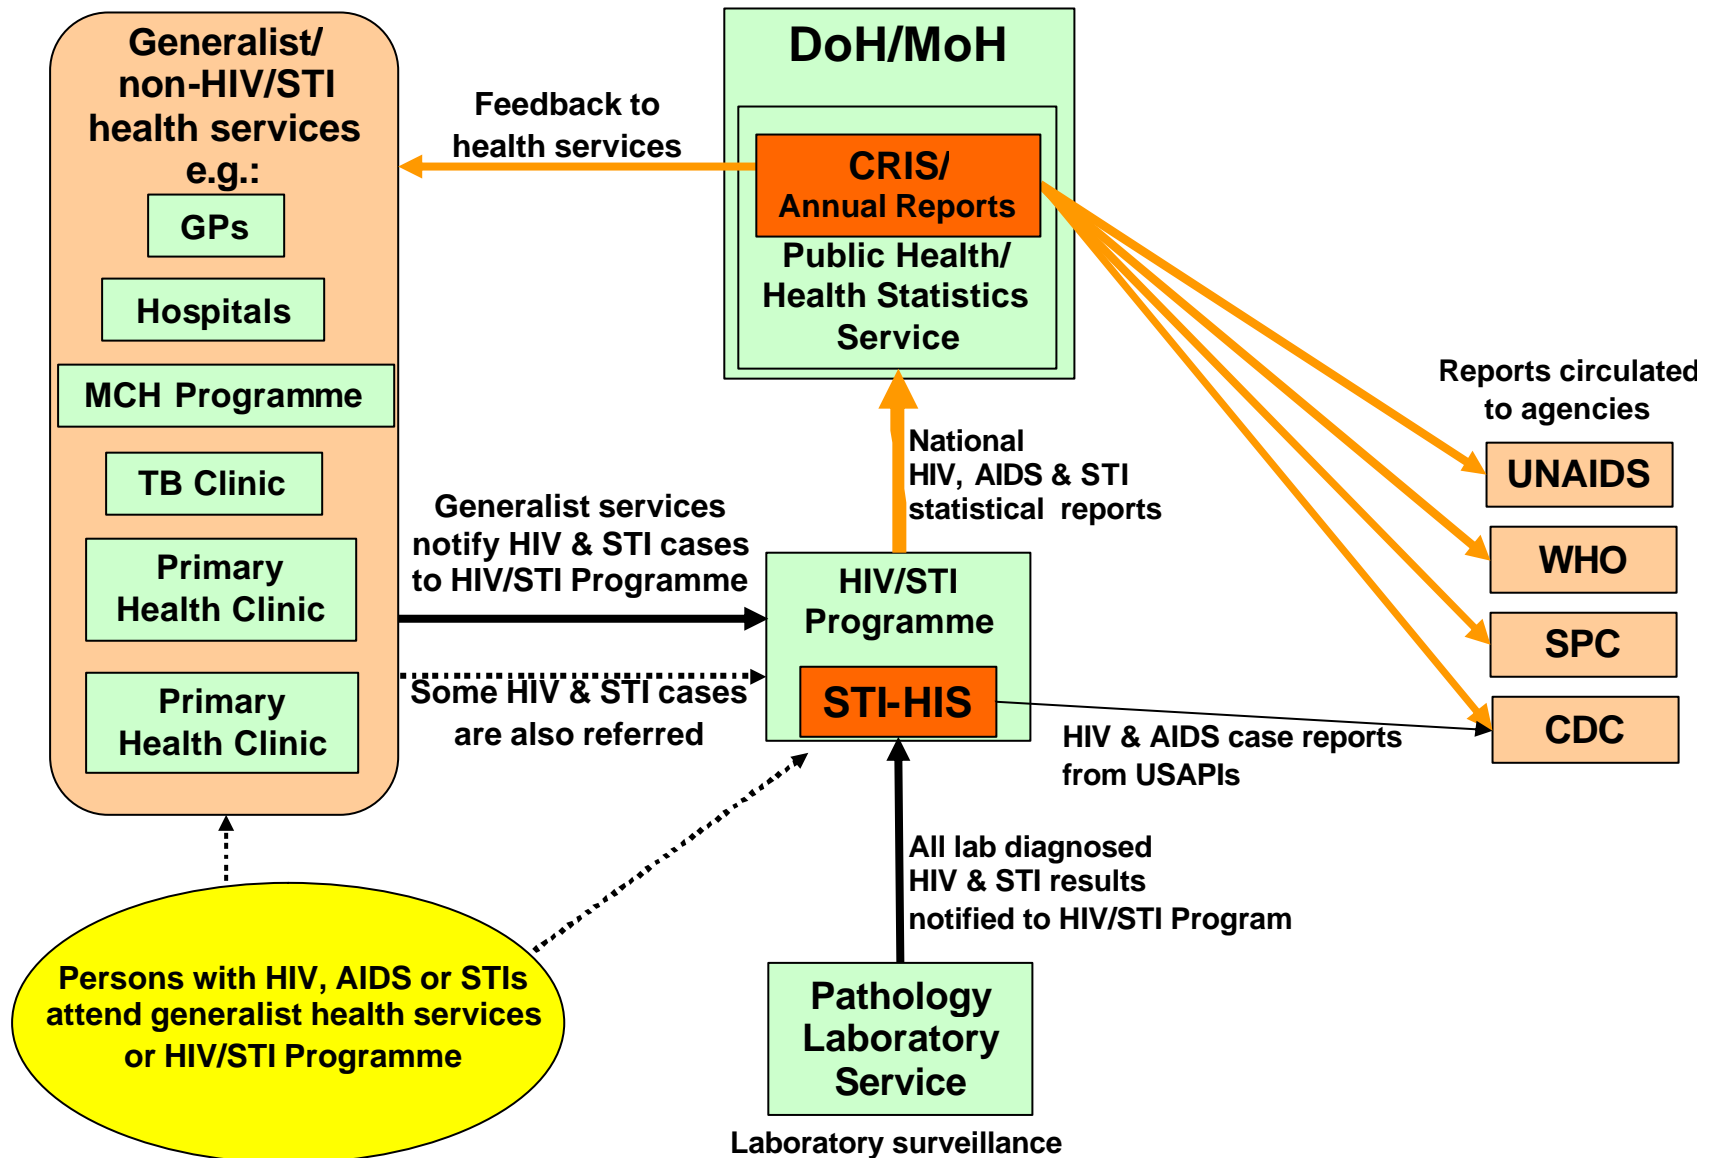 Generalist/
non-HIV/STI
health services
e.g.:
GPs
Hospitals
MCH Programme
TB Clinic
Primary
Health Clinic
Primary
Health Clinic
Feedback to
health services
DoH/MoH
CRIS/
Annual Reports
Public Health/
Health Statistics
Service
National
HIV, AIDS & STI
statistical reports
Generalist services
notify HIV & STI cases
to HIV/STI Programme
Some HIV & STI cases
are also referred
HIV/STI
Programme
STI-HIS
Reports circulated
to agencies
UNAIDS
WHO
SPC
CDC
HIV & AIDS case reports
from USAPIs
All lab diagnosed
HIV & STI results
notified to HIV/STI Program
Persons with HIV, AIDS or STIs
attend generalist health services
or HIV/STI Programme
Pathology
Laboratory
Service
Laboratory surveillance